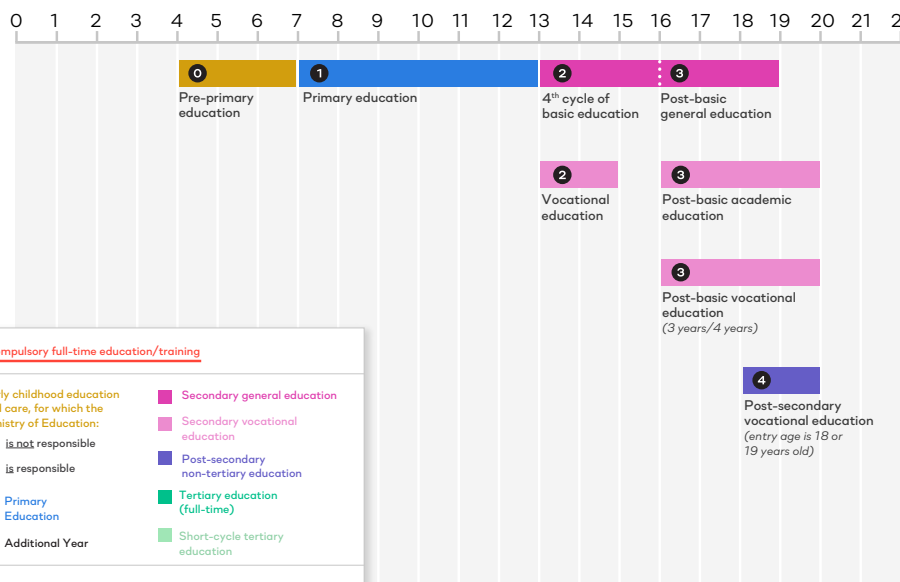 0 1 2 3 4 5 6 7 8 9 10 11 12 13 14 15 16 17 18 19 20 21
0 1 2 3
Pre-primary
education
Primary education
4th cycle of
basic education
Post-basic
general education
2 3
Vocational
education
Post-basic academic
education
3
Post-basic vocational
education
(3 years/4 years)
4
Post-secondary
vocational education
(entry age is 18 or
19 years old)
mpulsory full-time education/training
ly childhood education
care, for which the
istry of Education:
is not responsible
is responsible
Primary
Education
Additional Year
Secondary general education
Secondary vocational
education
Post-secondary
non-tertiary education
Tertiary education
(full-time)
Short-cycle tertiary
education